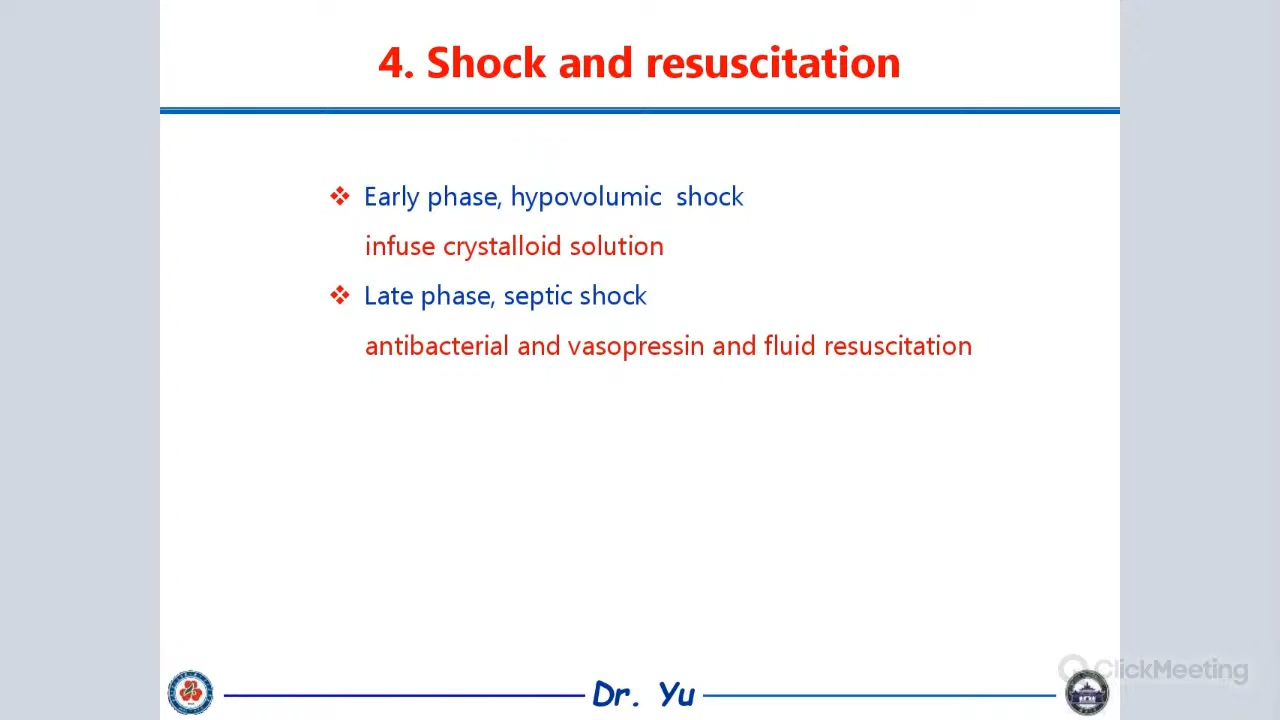 4. Shock and resuscitation
Early phase, hypovolumic shock
infuse crystalloid solution
Late phase, septic shock
antibacterial and vasopressin and fluid resuscitation
Dr. Yu
ClickMeeting